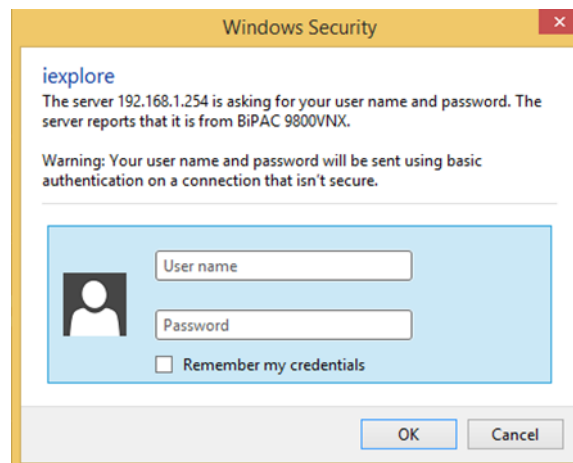 Windows Security
iexplore
The server 192.168.1.254 is asking for your user name and password. The
server reports that it is from BiPAC 9800VNX.
Warning: Your user name and password will be sent using basic
authentication on a connection that isn't secure.
User name
Password
Remember my credentials
OK Cancel